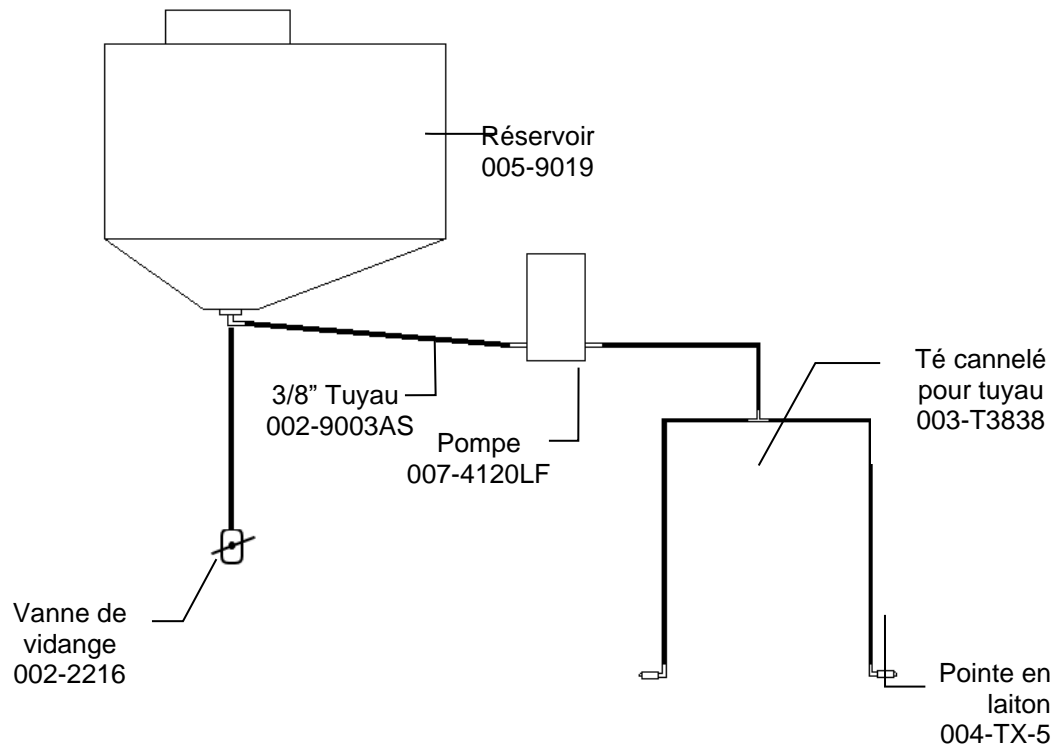 Réservoir
005-9019
3/8” Tuyau
002-9003AS
Pompe
007-4120LF
Té cannelé
pour tuyau
003-T3838
Vanne de
vidange
002-2216
Pointe en
laiton
004-TX-5